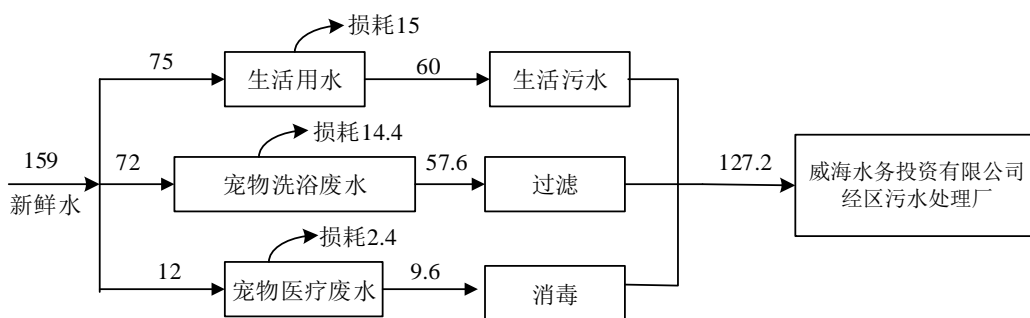 损耗15
75
生活用水
60
生活污水
损耗14.4
159
新鲜水
72
宠物洗浴废水
57.6
过滤
127.2
威海水务投资有限公司
经区污水处理厂
损耗2.4
12
宠物医疗废水
9.6
消毒